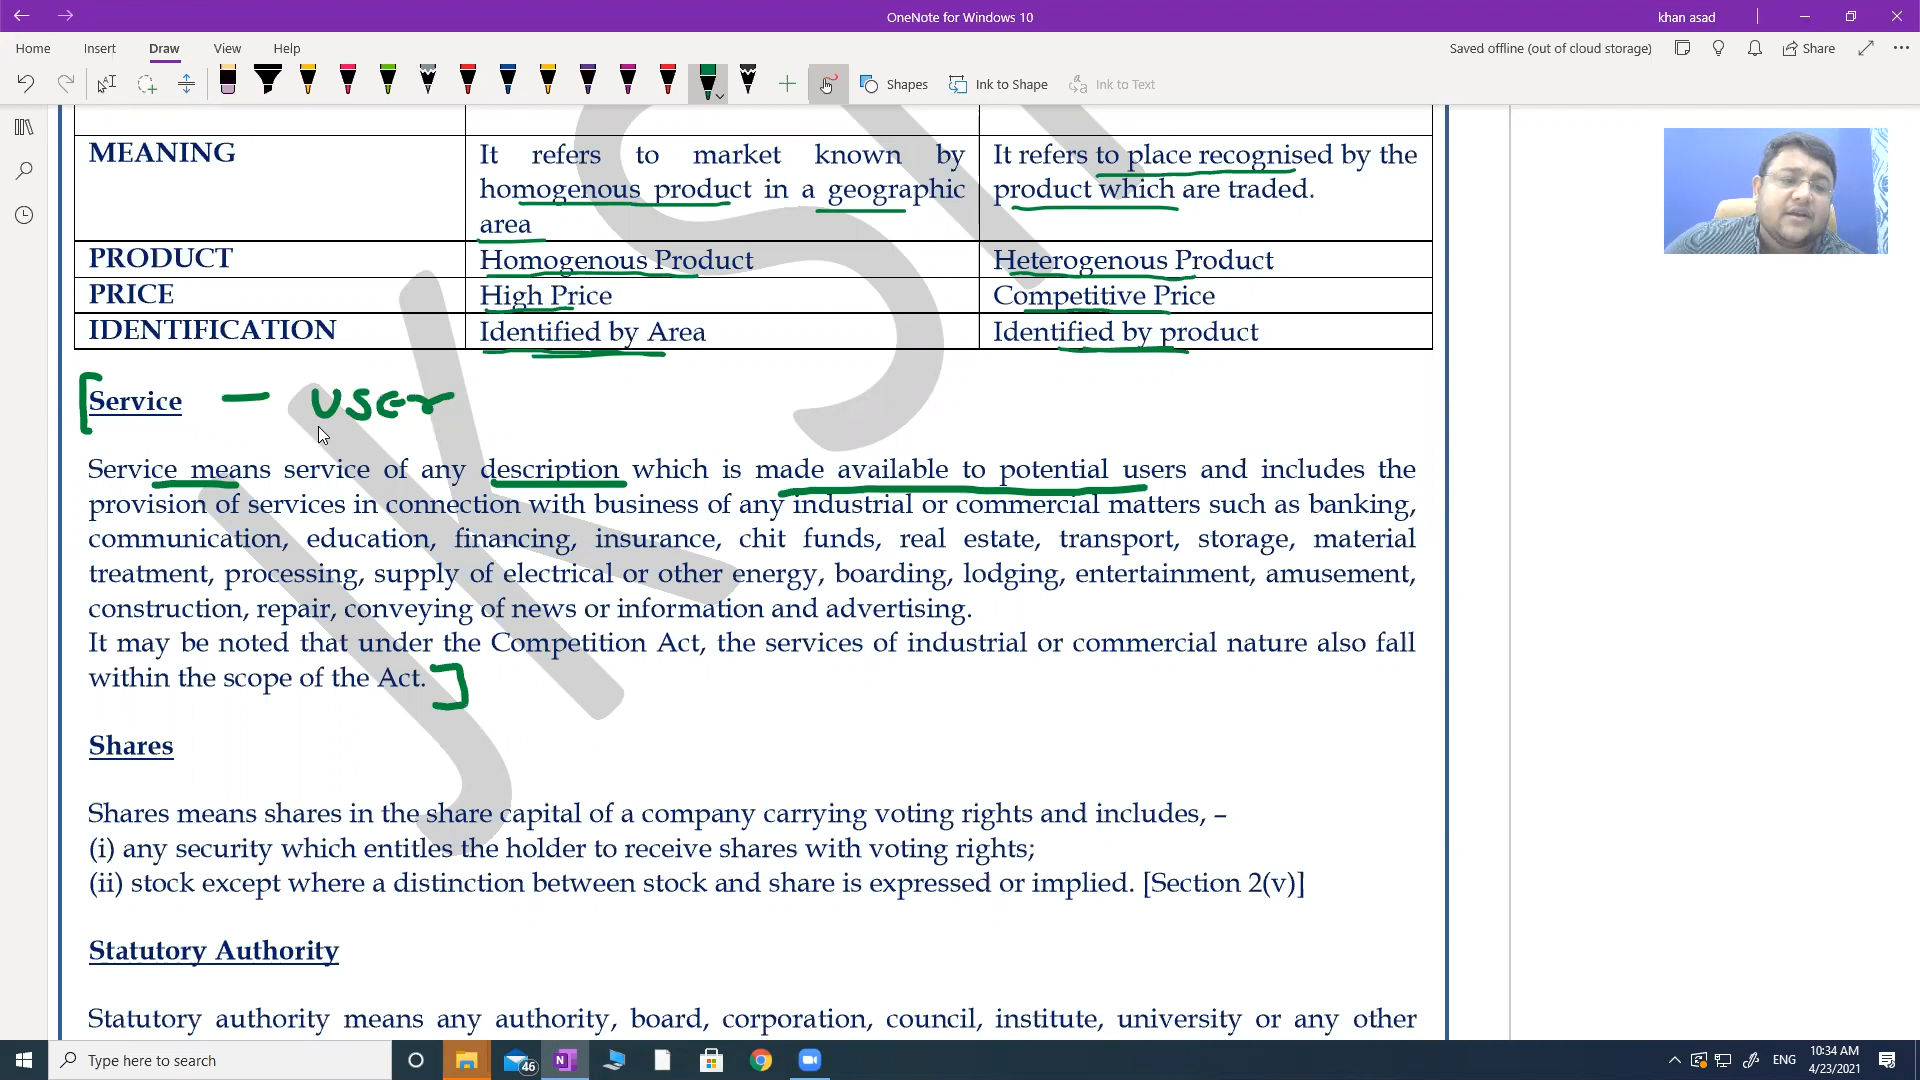 OneNote for Windows 10
khan asad
Home Insert Draw View Help
Saved offline (out of cloud storage)
Share
Shapes
Ink to Shape
Ink to Text
MEANING
It refers to market known by
homogenous product in a geographic
area
It refers to place recognised by the
product which are traded.
PRODUCT
Homogenous Product
Heterogenous Product
PRICE
High Price
Competitive Price
IDENTIFICATION
Identified by Area
Identified by product
Service — user
Service means service of any description which is made available to potential users and includes the
provision of services in connection with business of any industrial or commercial matters such as banking,
communication, education, financing, insurance, chit funds, real estate, transport, storage, material
treatment, processing, supply of electrical or other energy, boarding, lodging, entertainment, amusement,
construction, repair, conveying of news or information and advertising.
It may be noted that under the Competition Act, the services of industrial or commercial nature also fall
within the scope of the Act.
Shares
Shares means shares in the share capital of a company carrying voting rights and includes, –
(i) any security which entitles the holder to receive shares with voting rights;
(ii) stock except where a distinction between stock and share is expressed or implied. [Section 2(v)]
Statutory Authority
Statutory authority means any authority, board, corporation, council, institute, university or any other
Type here to search
46
ENG
10:34 AM
4/23/2021